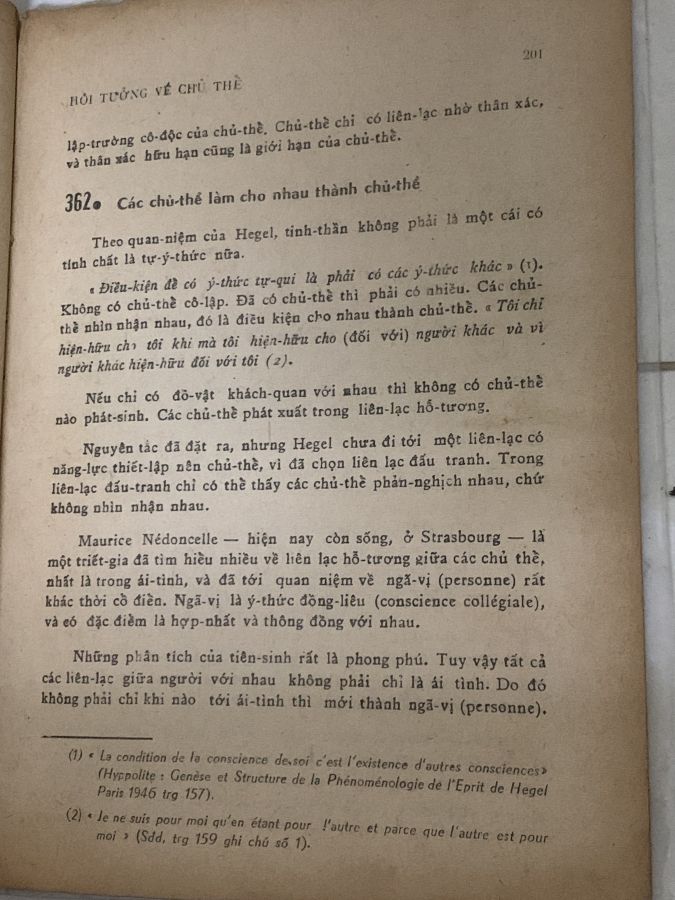 201
HỒI TƯỞNG VỀ CHỦ THỂ
lập-trường cô-độc của chủ-thể. Chủ-thể chỉ có liên-lạc nhờ thân xác,
và thân xác hữu hạn cũng là giới hạn của chủ-thể.
362. Các chủ-thể làm cho nhau thành chủ-thể
Theo quan-niệm của Hegel, tinh-thần không phải là một cái có
tính chất là tự-ý-thức nữa.
« Điều-kiện để có ý-thức tự-qui là phải có các ý-thức khác » (1).
Không có chủ-thể cô-lập. Đã có chủ-thể thì phải có nhiều. Các chủ-
thể nhìn nhận nhau, đó là điều kiện cho nhau thành chủ-thể. « Tôi chỉ
hiện-hữu cho tôi khi mà tôi hiện-hữu cho (đối với) người khác và vì
người khác hiện-hữu đối với tôi (2).
Nếu chỉ có đồ-vật khách-quan với nhau thì không có chủ-thể
nào phát-sinh. Các chủ-thể phát xuất trong liên-lạc hỗ-tương.
Nguyên tắc đã đặt ra, nhưng Hegel chưa đi tới một liên-lạc có
năng-lực thiết-lập nên chủ-thể, vì đã chọn liên lạc đấu tranh. Trong
liên-lạc đấu-tranh chỉ có thể thấy các chủ-thể phản-nghịch nhau, chứ
không nhìn nhận nhau.
Maurice Nédoncelle — hiện nay còn sống, ở Strasbourg — là
một triết-gia đã tìm hiểu nhiều về liên lạc hỗ-tương giữa các chủ thể,
nhất là trong ái-tình, và đã tới quan niệm về ngã-vị (personne) rất
khác thời cổ điển. Ngã-vị là ý-thức đồng-liêu (conscience collégiale),
và có đặc điểm là hợp-nhất và thông đồng với nhau.
Những phân tích của tiên-sinh rất là phong phú. Tuy vậy tất cả
các liên-lạc giữa người với nhau không phải chỉ là ái tình. Do đó
không phải chỉ khi nào tới ái-tình thì mới thành ngã-vị (personne).
(1) « La condition de la conscience de soi c'est l'existence d'autres consciences»
(Hyppolite : Genèse et Structure de la Phénoménologie de l'Eprit de Hegel
Paris 1946 trg 157).
(2) « Je ne suis pour moi qu'en étant pour l'autre et parce que l'autre est pour
moi » (Sđd, trg 159 ghi chú số 1).